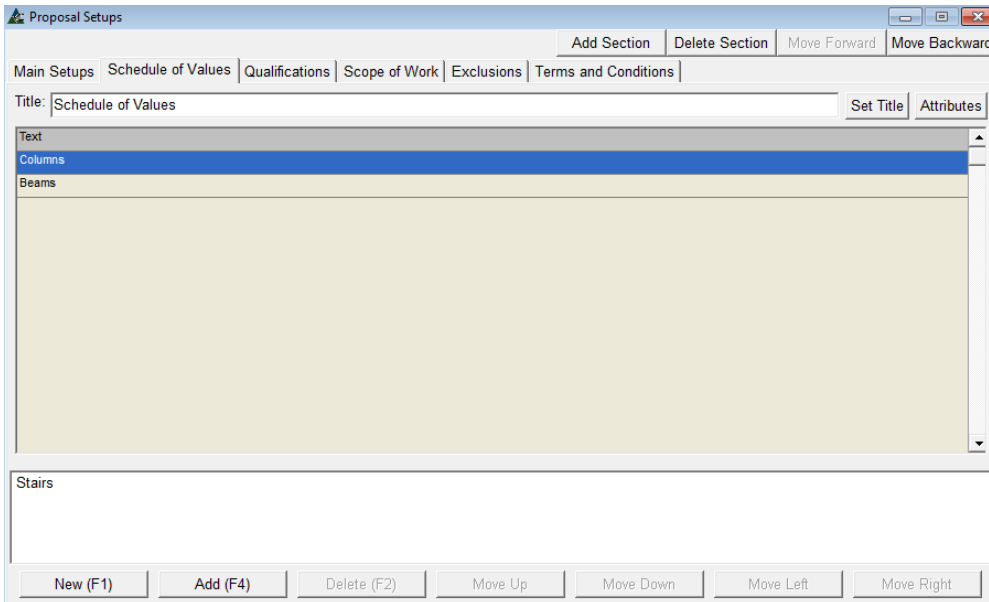 Proposal Setups
Add Section Delete Section Move Forward Move Backward
Main Setups Schedule of Values Qualifications Scope of Work Exclusions Terms and Conditions
Title: Schedule of Values Set Title Attributes
Text
Columns
Beams
Stairs
New (F1) Add (F4) Delete (F2) Move Up Move Down Move Left Move Right